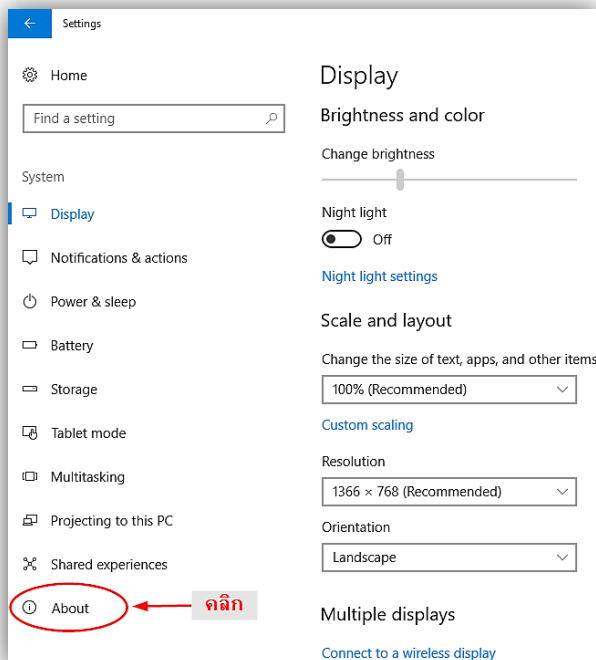 Settings
Home
Find a setting
System
Display
Notifications & actions
Power & sleep
Battery
Storage
Tablet mode
Multitasking
Projecting to this PC
Shared experiences
About
คลิก
Display
Brightness and color
Change brightness
Night light
Off
Night light settings
Scale and layout
Change the size of text, apps, and other items
100% (Recommended)
Custom scaling
Resolution
1366 × 768 (Recommended)
Orientation
Landscape
Multiple displays
Connect to a wireless display